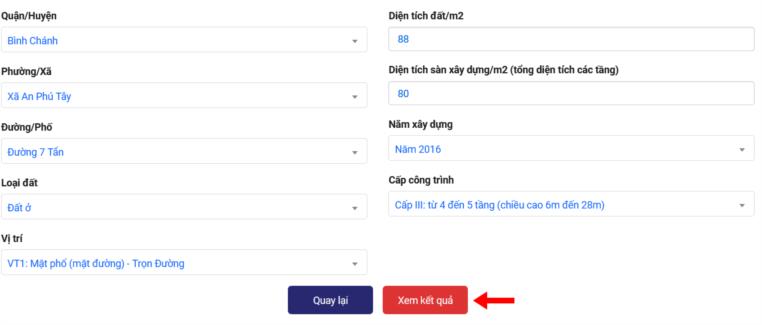 Quận/Huyện
Bình Chánh
Phường/Xã
Xã An Phú Tây
Đường/Phố
Đường 7 Tấn
Loại đất
Đất ở
Vị trí
VT1: Mặt phố (mặt đường) - Trọn Đường
Diện tích đất/m2
88
Diện tích sàn xây dựng/m2 (tổng diện tích các tầng)
80
Năm xây dựng
Năm 2016
Cấp công trình
Cấp III: từ 4 đến 5 tầng (chiều cao 6m đến 28m)
Quay lại
Xem kết quả